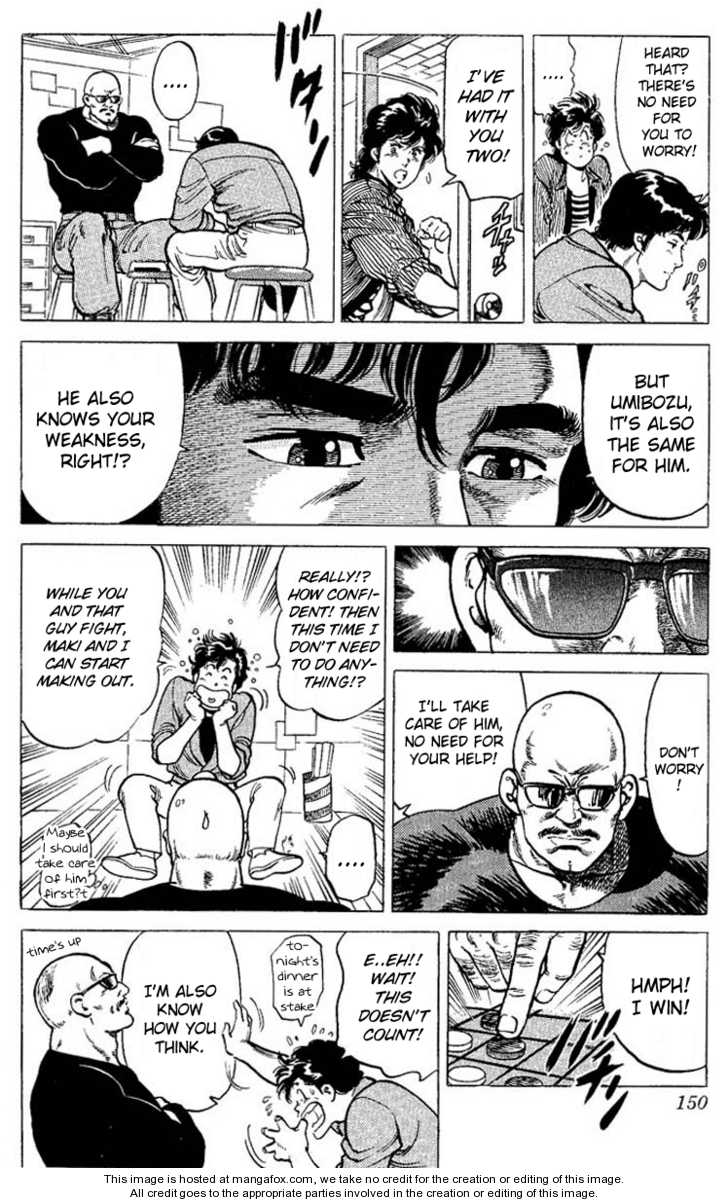 HEARD
THAT?
THERE'S
NO NEED
FOR
YOU TO
WORRY!
....
I'VE
HAD IT
WITH
YOU
TWO!
....
バタン
BUT
UMIBOZU,
IT'S ALSO
THE SAME
FOR HIM.
HE ALSO
KNOWS YOUR
WEAKNESS,
RIGHT!?
DON'T
WORRY
!
I'LL TAKE
CARE OF HIM,
NO NEED FOR
YOUR HELP!
REALLY!?
HOW CONFI-
DENT! THEN
THIS TIME I
DON'T NEED
TO DO ANY-
THING!?
WHILE YOU
AND THAT
GUY FIGHT,
MAKI AND I
CAN START
MAKING OUT.
....
Maybe
I should
take care
of him
first?t
HMPH!
I WIN!
E..EH!!
WAIT!
THIS
DOESN'T
COUNT!
to-
night's
dinner
is at
stake
I'M ALSO
KNOW
HOW YOU
THINK.
time's up
150
This image is hosted at mangafox.com, we take no credit for the creation or editing of this image.
All credit goes to the appropriate parties involved in the creation or editing of this image.